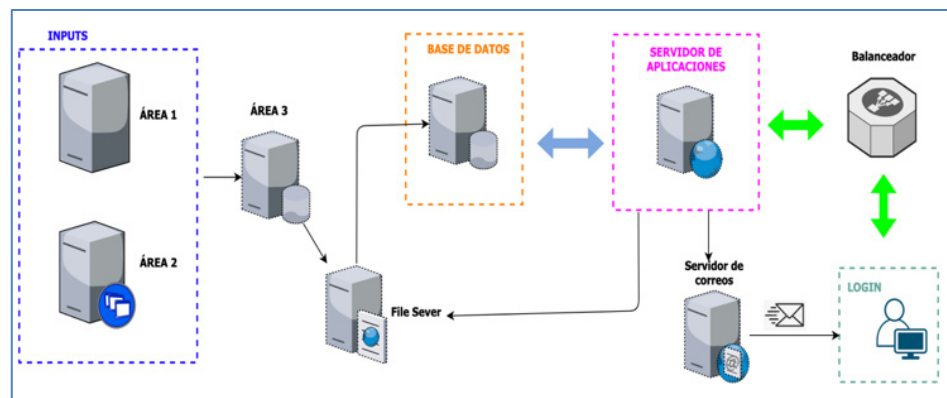 INPUTS
ÁREA 1
ÁREA 2
ÁREA 3
File Sever
BASE DE DATOS
SERVIDOR DE
APLICACIONES
Servidor de
correos
Balanceador
LOGIN
@